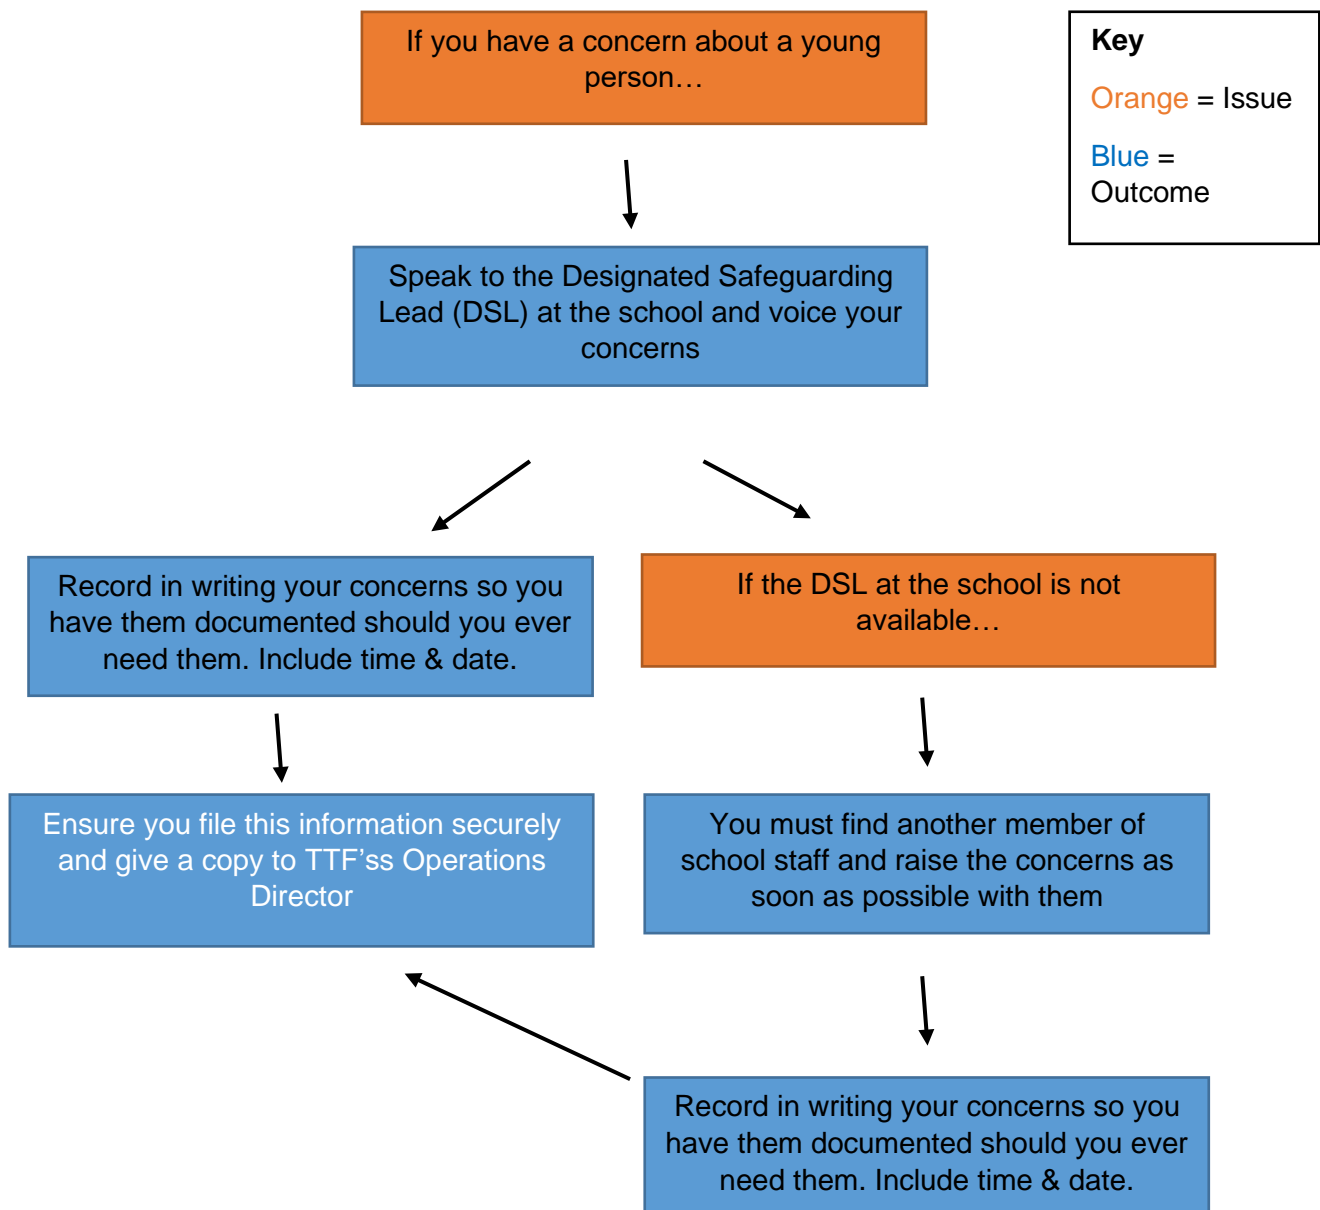 If you have a concern about a young
person…
Key
Orange = Issue
Blue =
Outcome
Speak to the Designated Safeguarding
Lead (DSL) at the school and voice your
concerns
Record in writing your concerns so you
have them documented should you ever
need them. Include time & date.
If the DSL at the school is not
available…
Ensure you file this information securely
and give a copy to TTF’ss Operations
Director
You must find another member of
school staff and raise the concerns as
soon as possible with them
Record in writing your concerns so you
have them documented should you ever
need them. Include time & date.